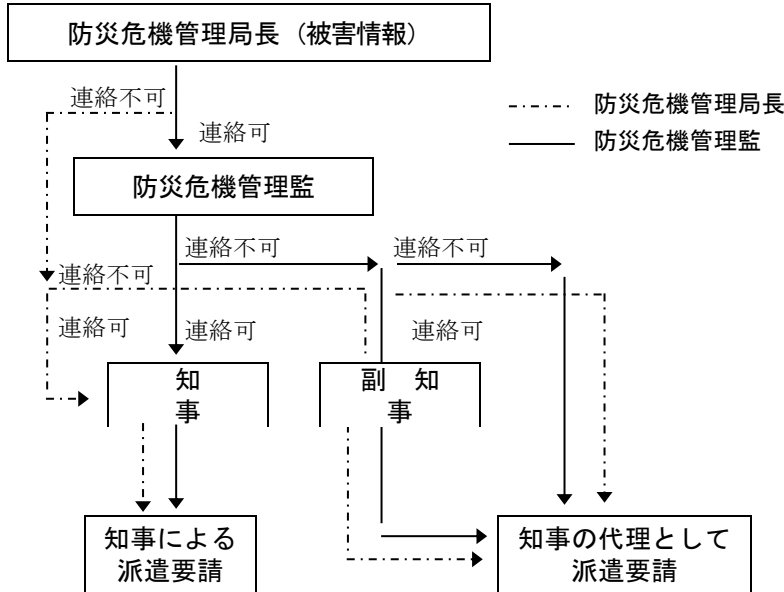 防災危機管理局長（被害情報）
連絡不可
連絡可
防災危機管理局長
防災危機管理監
防災危機管理監
連絡不可
連絡不可
連絡不可
連絡可
連絡可
連絡可
知
事
副　知
事
知事による
派遣要請
知事の代理として
派遣要請